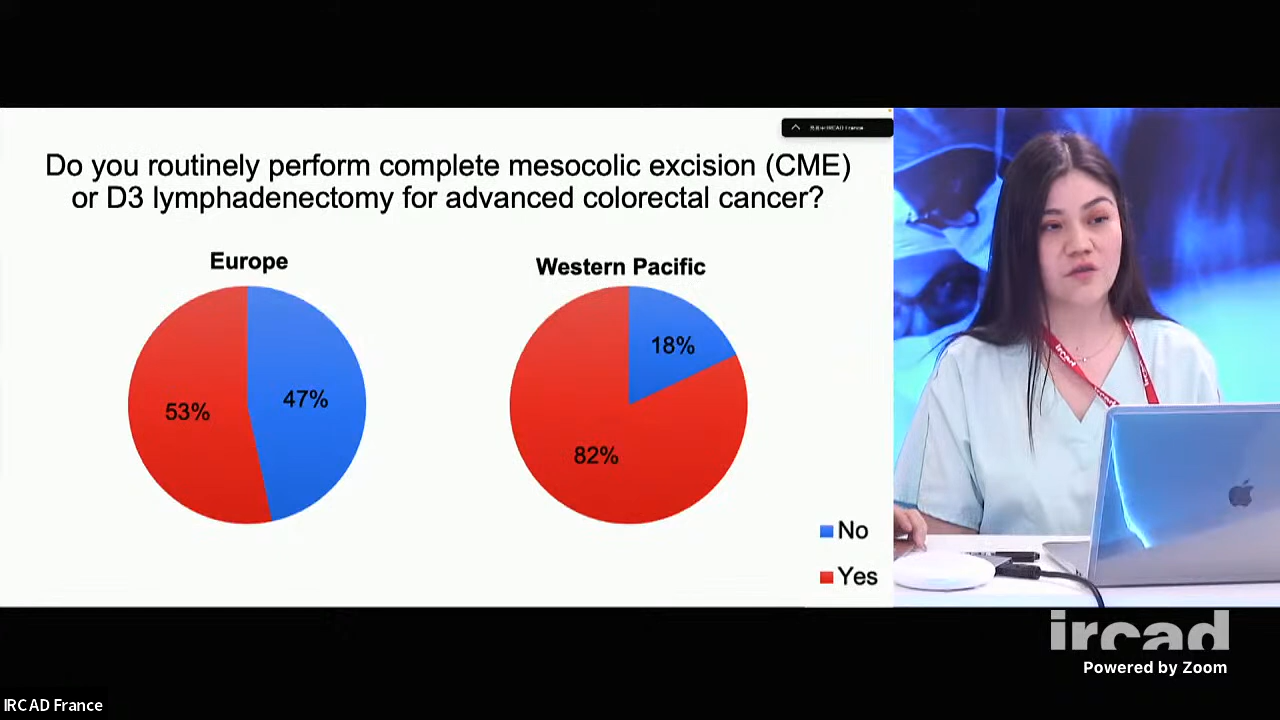 Do you routinely perform complete mesocolic excision (CME)
or D3 lymphadenectomy for advanced colorectal cancer?
Europe
Western Pacific
53%
47%
18%
82%
No
Yes
ircad
ircad
Powered by Zoom
IRCAD France